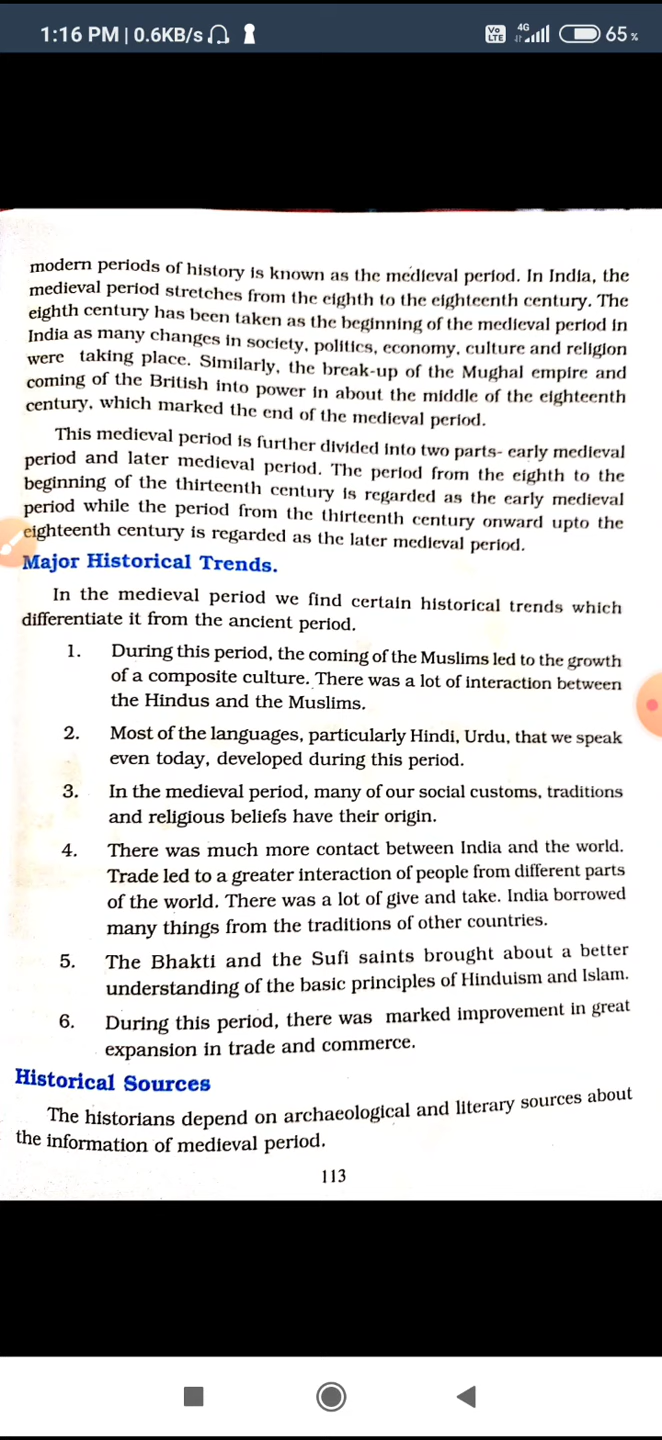 1:16 PM | 0.6KB/s
Vo LTE 4G 65%
modern periods of history is known as the medieval period. In India, the
medieval period stretches from the eighth to the eighteenth century. The
eighth century has been taken as the beginning of the medieval period in
India as many changes in society, politics, economy, culture and religion
were taking place. Similarly, the break-up of the Mughal empire and
coming of the British into power in about the middle of the eighteenth
century, which marked the end of the medieval period.
This medieval period is further divided into two parts- early medieval
period and later medieval period. The period from the eighth to the
beginning of the thirteenth century is regarded as the early medieval
period while the period from the thirteenth century onward upto the
eighteenth century is regarded as the later medieval period.
Major Historical Trends.
In the medieval period we find certain historical trends which
differentiate it from the ancient period.
1. During this period, the coming of the Muslims led to the growth
of a composite culture. There was a lot of interaction between
the Hindus and the Muslims.
2. Most of the languages, particularly Hindi, Urdu, that we speak
even today, developed during this period.
3. In the medieval period, many of our social customs, traditions
and religious beliefs have their origin.
4. There was much more contact between India and the world.
Trade led to a greater interaction of people from different parts
of the world. There was a lot of give and take. India borrowed
many things from the traditions of other countries.
5. The Bhakti and the Sufi saints brought about a better
understanding of the basic principles of Hinduism and Islam.
6. During this period, there was marked improvement in great
expansion in trade and commerce.
Historical Sources
The historians depend on archaeological and literary sources about
the information of medieval period.
113